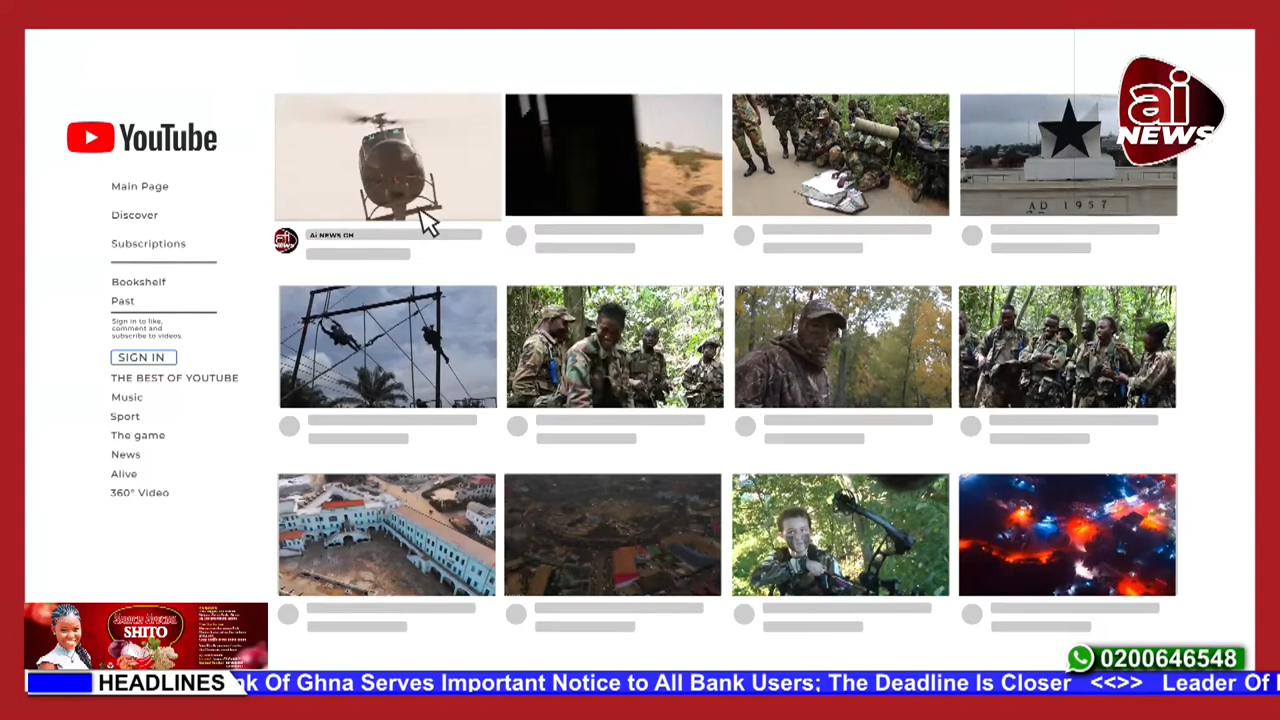 YouTube
Main Page
Discover
Subscriptions
Bookshelf
Past
Sign in to like,
comment and
subscribe to videos.
SIGN IN
THE BEST OF YOUTUBE
Music
Sport
The game
News
Alive
360° Video
Ai NEWS GH
ai
NEWS
AD 1957
SPECIAL
SHITO
0200646548
HEADLINES
nk Of Ghna Serves Important Notice to All Bank Users; The Deadline Is Closer <<>> Leader Of